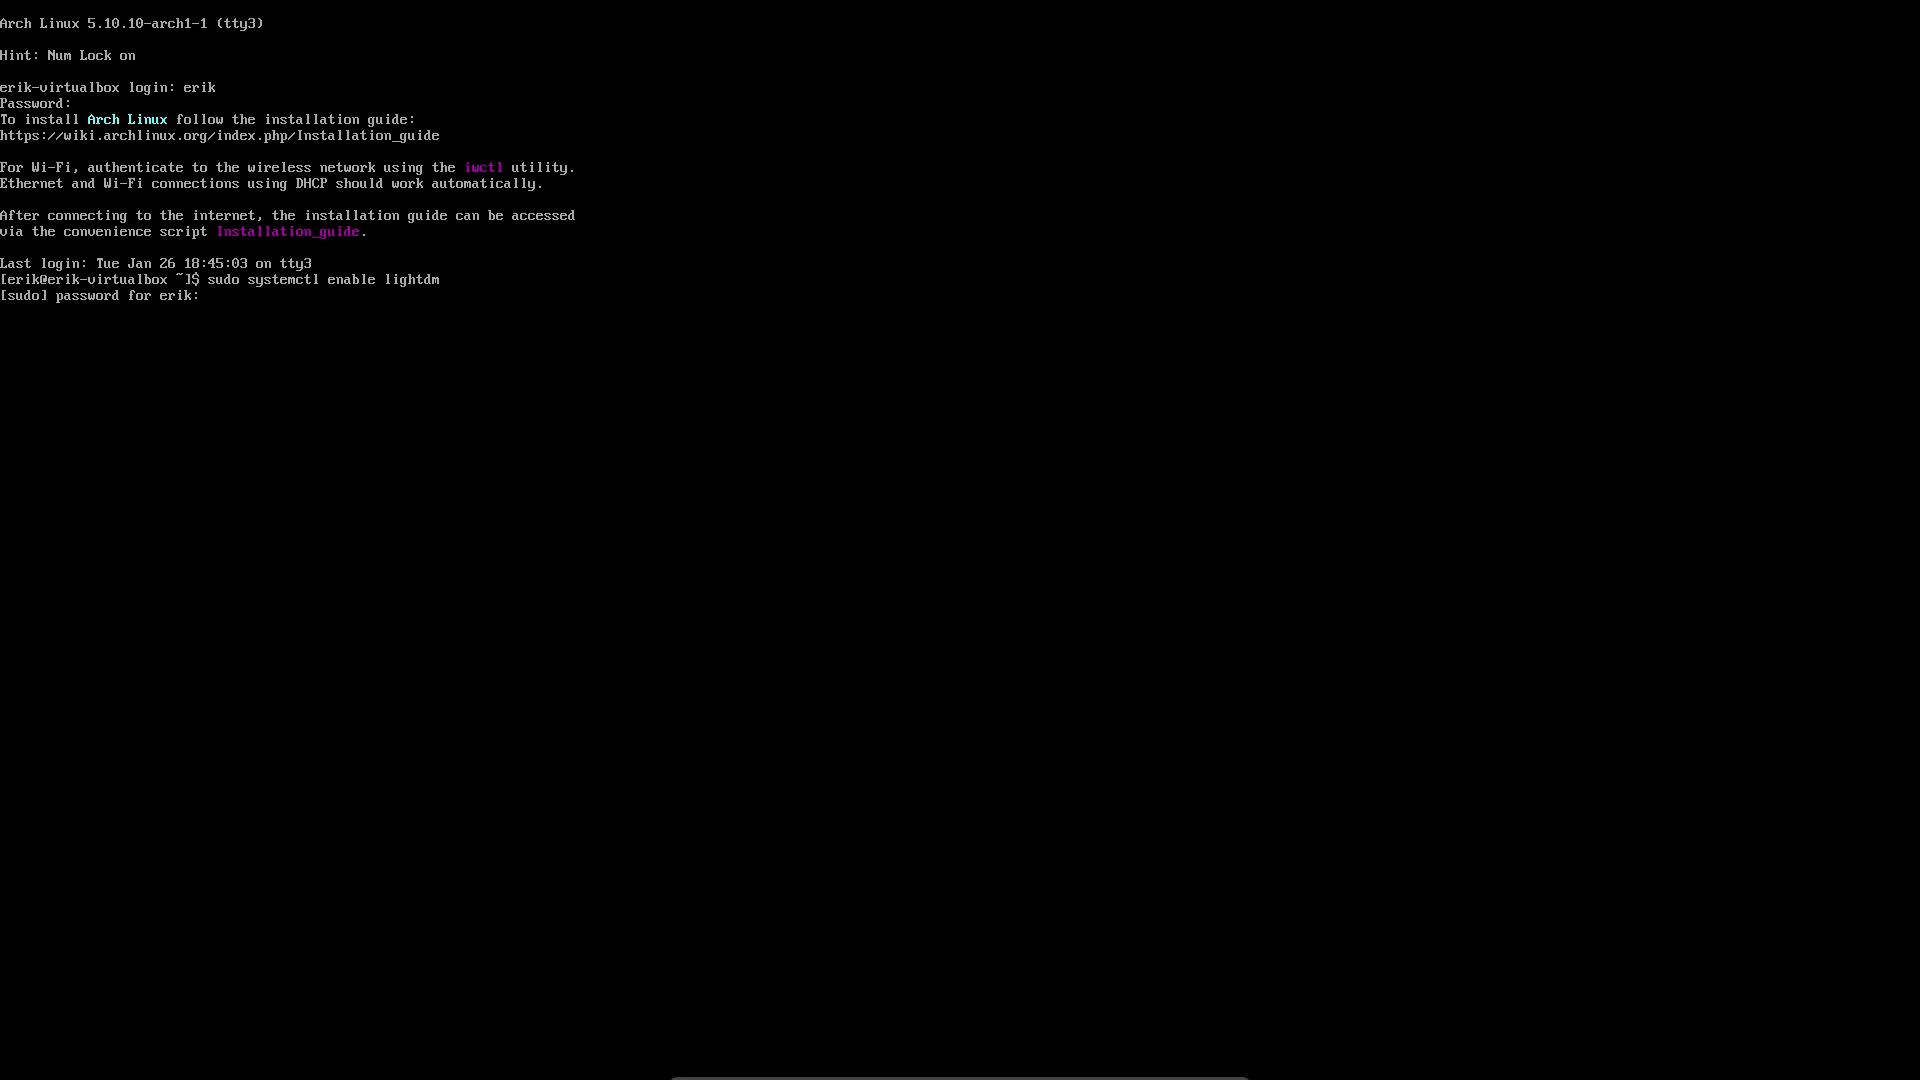 Arch Linux 5.10.10-arch1-1 (tty3)
Hint: Num Lock on
erik-virtualbox login: erik
Password:
To install Arch Linux follow the installation guide:
https://wiki.archlinux.org/index.php/Installation_guide
For Wi-Fi, authenticate to the wireless network using the iwctl utility.
Ethernet and Wi-Fi connections using DHCP should work automatically.
After connecting to the internet, the installation guide can be accessed
via the convenience script Installation_guide.
Last login: Tue Jan 26 18:45:03 on tty3
[erik@erik-virtualbox ~]$ sudo systemctl enable lightdm
[sudo] password for erik: